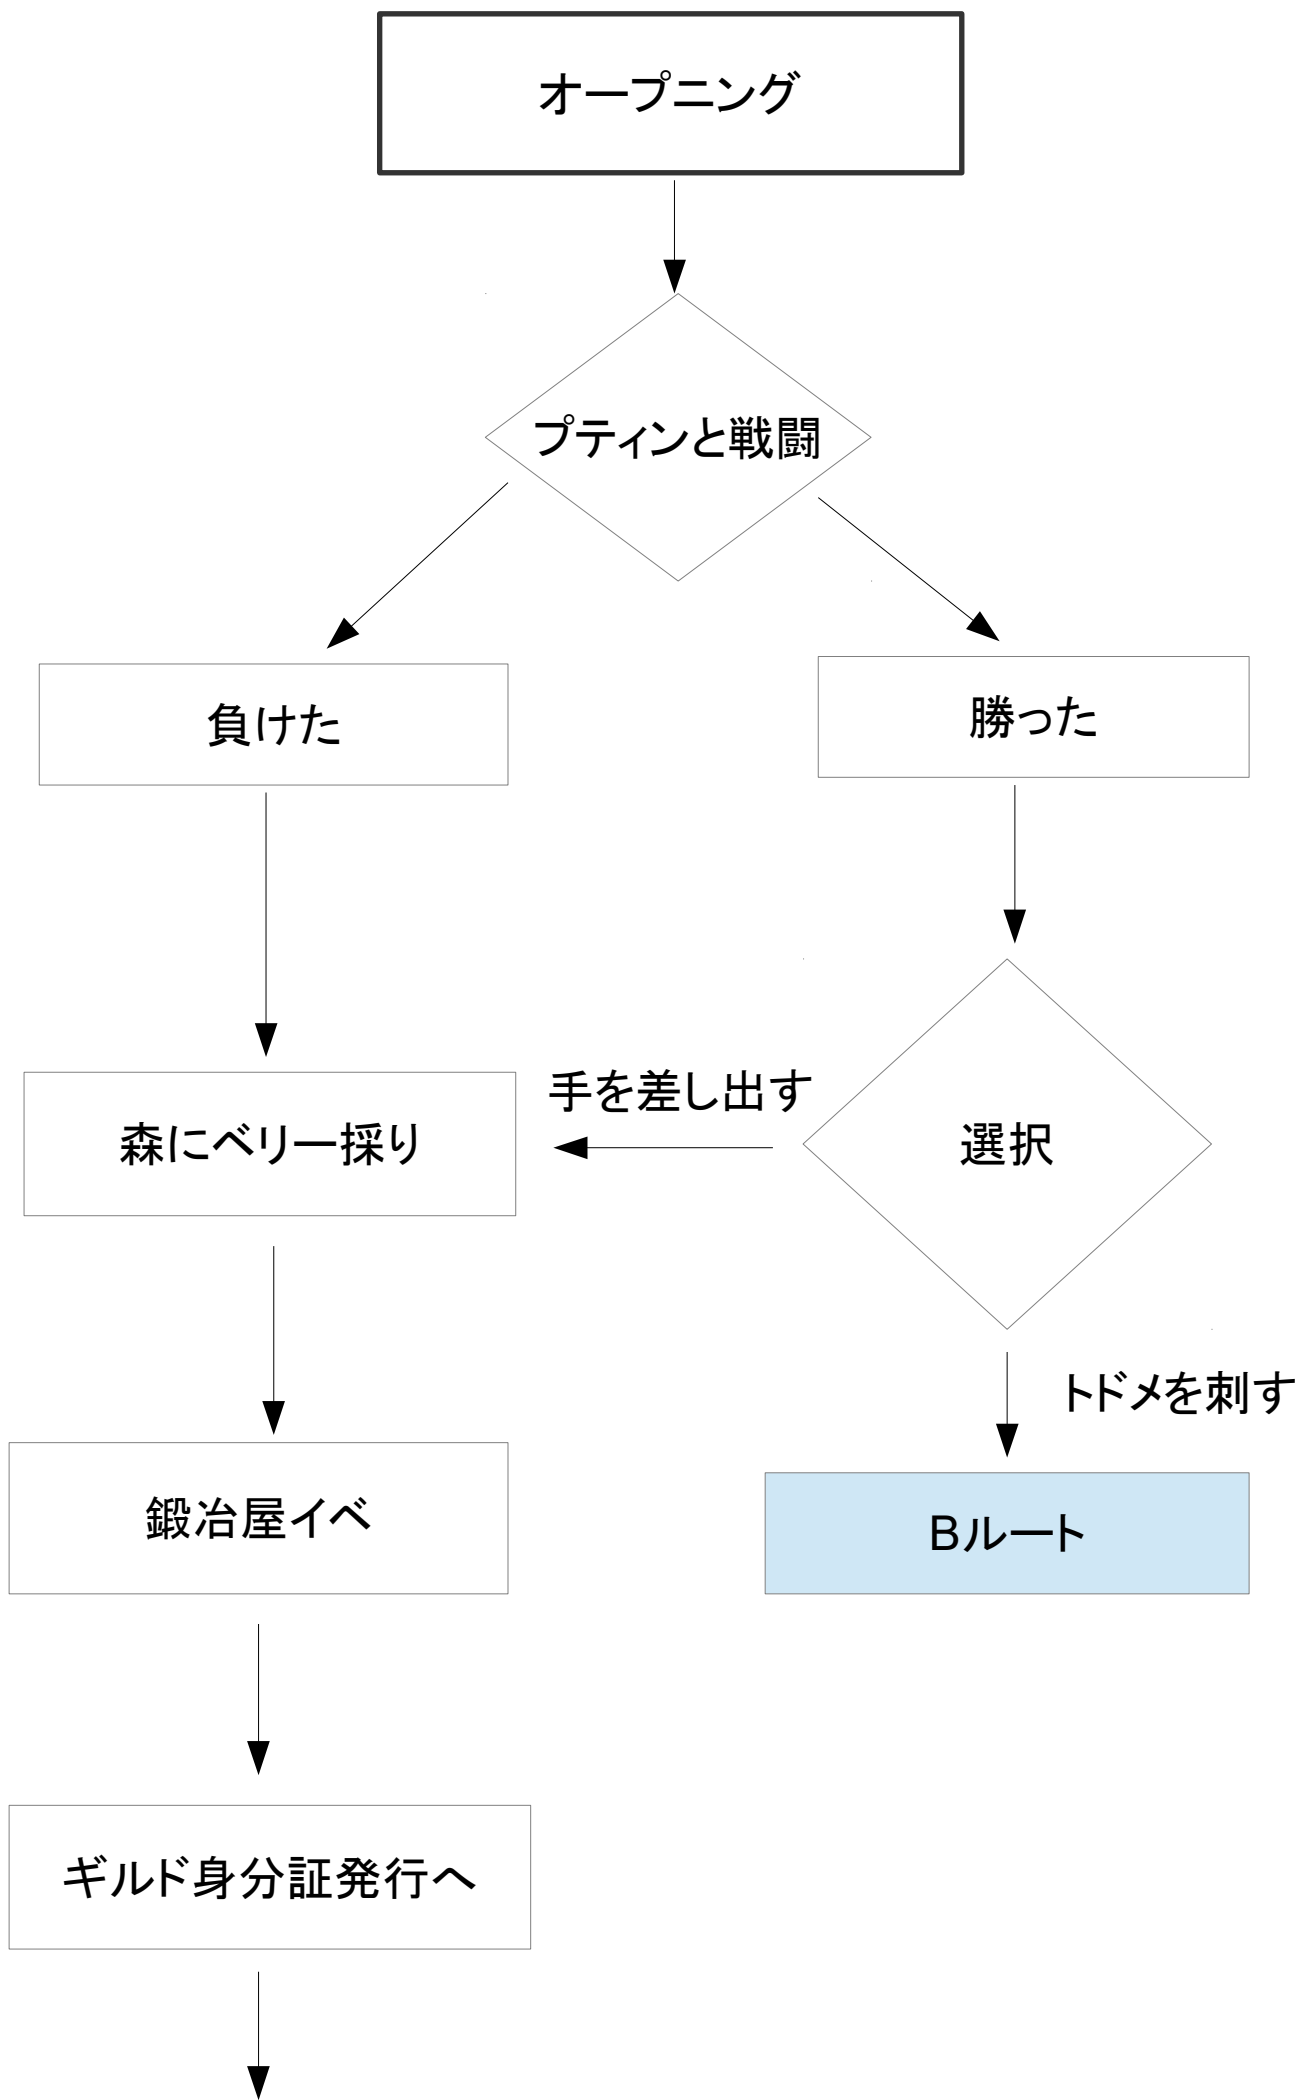 オープニング
プティンと戦闘
負けた
勝った
手を差し出す
森にベリー採り
選択
トドメを刺す
鍛冶屋イベ
Bルート
ギルド身分証発行へ